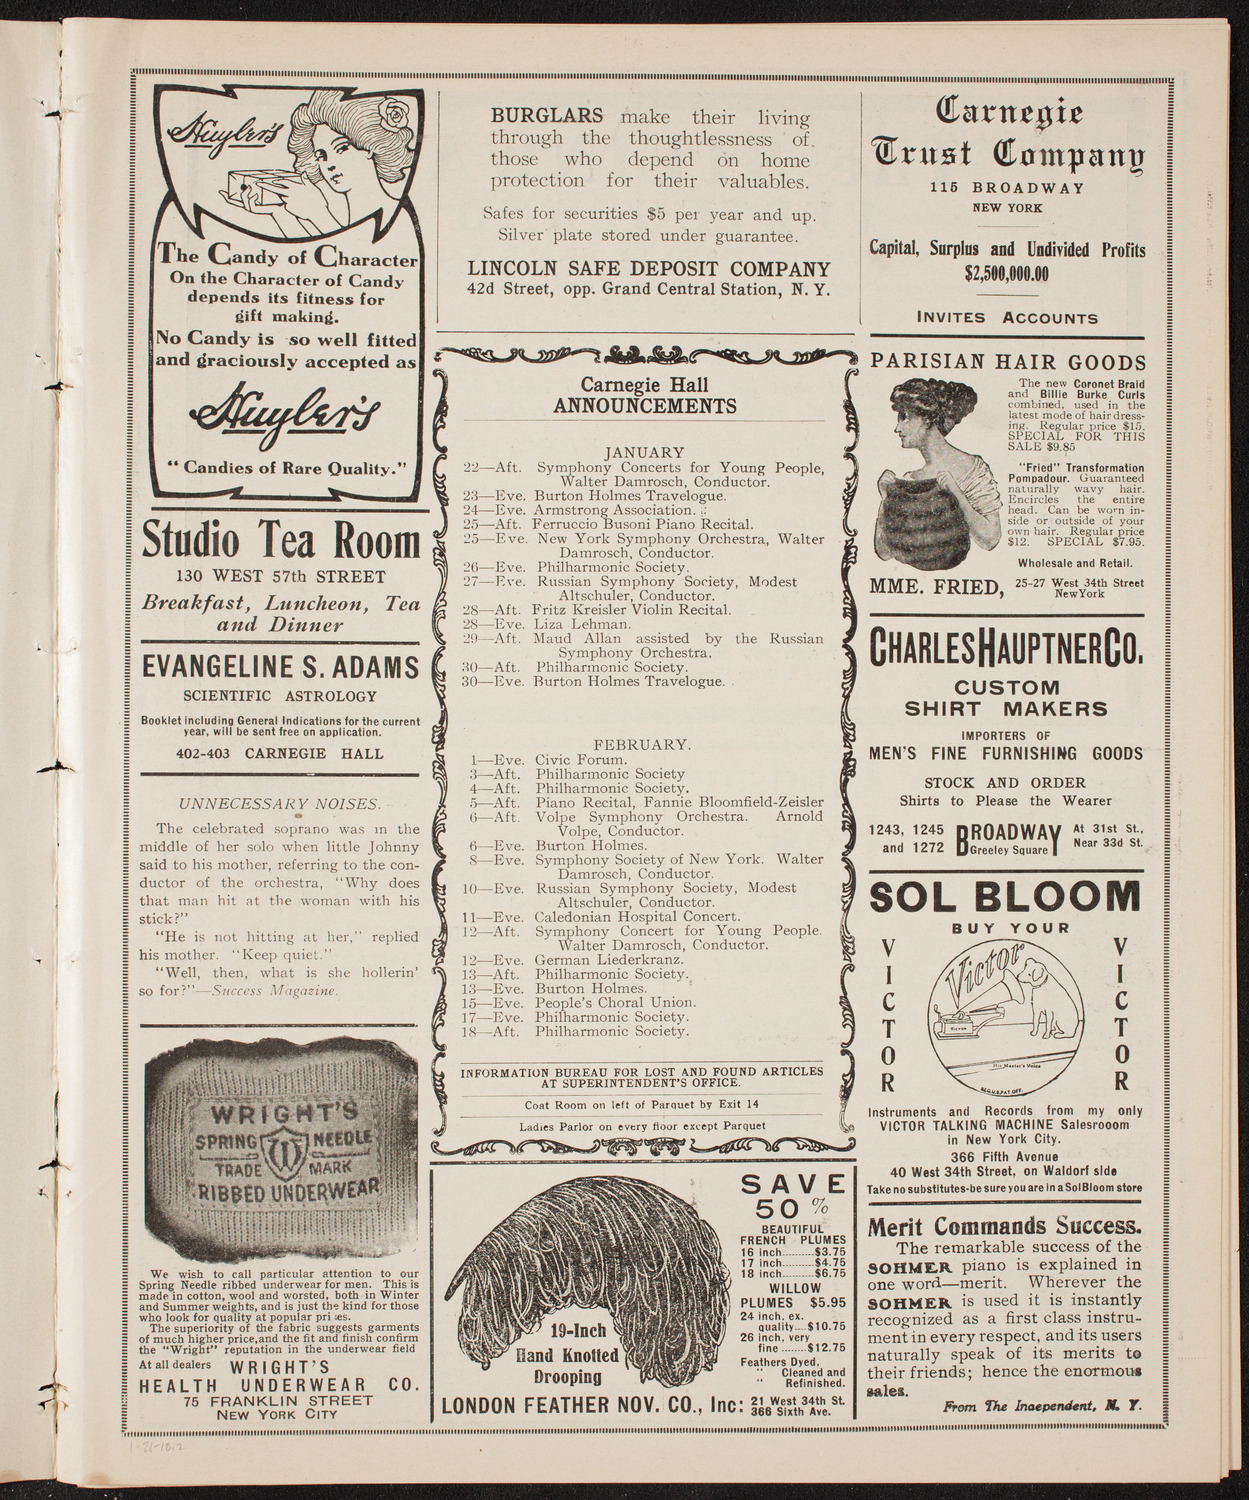 Huyler's
The Candy of Character
On the Character of Candy
depends its fitness for
gift making.
No Candy is so well fitted
and graciously accepted as
Huyler's
"Candies of Rare Quality."
Studio Tea Room
130 WEST 57th STREET
Breakfast, Luncheon, Tea
and Dinner
EVANGELINE S. ADAMS
SCIENTIFIC ASTROLOGY
Booklet including General Indications for the current
year, will be sent free on application.
402-403 CARNEGIE HALL
UNNECESSARY NOISES.
The celebrated soprano was in the
middle of her solo when little Johnny
said to his mother, referring to the con-
ductor of the orchestra, "Why does
that man hit at the woman with his
stick?"
"He is not hitting at her," replied
his mother. "Keep quiet."
"Well, then, what is she hollerin'
so for?"—Success Magazine.
WRIGHT'S
SPRING NEEDLE
W
TRADE MARK
RIBBED UNDERWEAR
We wish to call particular attention to our
Spring Needle ribbed underwear for men. This is
made in cotton, wool and worsted, both in Winter
and Summer weights, and is just the kind for those
who look for quality at popular pri es.
The superiority of the fabric suggests garments
of much higher price, and the fit and finish confirm
the "Wright" reputation in the underwear field
At all dealers WRIGHT'S
HEALTH UNDERWEAR CO.
75 FRANKLIN STREET
NEW YORK CITY
1-21-10.2
BURGLARS make their living
through the thoughtlessness of
those who depend on home
protection for their valuables.
Safes for securities $5 per year and up.
Silver plate stored under guarantee.
LINCOLN SAFE DEPOSIT COMPANY
42d Street, opp. Grand Central Station, N. Y.
Carnegie Hall
ANNOUNCEMENTS
JANUARY
22—Aft. Symphony Concerts for Young People,
Walter Damrosch, Conductor.
23—Eve. Burton Holmes Travelogue.
24—Eve. Armstrong Association.
25—Aft. Ferruccio Busoni Piano Recital.
25—Eve. New York Symphony Orchestra, Walter
Damrosch, Conductor.
26—Eve. Philharmonic Society.
27—Eve. Russian Symphony Society, Modest
Altschuler, Conductor.
28—Aft. Fritz Kreisler Violin Recital.
28—Eve. Liza Lehman.
29—Aft. Maud Allan assisted by the Russian
Symphony Orchestra.
30—Aft. Philharmonic Society.
30—Eve. Burton Holmes Travelogue.
FEBRUARY.
1—Eve. Civic Forum.
3—Aft. Philharmonic Society
4—Aft. Philharmonic Society.
5—Aft. Piano Recital, Fannie Bloomfield-Zeisler
6—Aft. Volpe Symphony Orchestra. Arnold
Volpe, Conductor.
6—Eve. Burton Holmes.
8—Eve. Symphony Society of New York. Walter
Damrosch, Conductor.
10—Eve. Russian Symphony Society, Modest
Altschuler, Conductor.
11—Eve. Caledonian Hospital Concert.
12—Aft. Symphony Concert for Young People.
Walter Damrosch, Conductor.
12—Eve. German Liederkranz.
13—Aft. Philharmonic Society.
13—Eve. Burton Holmes.
15—Eve. People's Choral Union.
17—Eve. Philharmonic Society.
18—Aft. Philharmonic Society.
INFORMATION BUREAU FOR LOST AND FOUND ARTICLES
AT SUPERINTENDENT'S OFFICE.
Coat Room on left of Parquet by Exit 14
Ladies Parlor on every floor except Parquet
19-Inch
Hand Knotted
Drooping
SAVE
50 %
BEAUTIFUL
FRENCH PLUMES
16 inch..........$3.75
17 inch..........$4.75
18 inch..........$6.75
WILLOW
PLUMES $5.95
24 inch, ex.
quality....$10.75
26 inch, very
fine ........$12.75
Feathers Dyed,
" Cleaned and
" Refinished.
LONDON FEATHER NOV. CO., Inc: 21 West 34th St.
366 Sixth Ave.
Carnegie
Trust Company
115 BROADWAY
NEW YORK
Capital, Surplus and Undivided Profits
$2,500,000.00
INVITES ACCOUNTS
PARISIAN HAIR GOODS
The new Coronet Braid
and Billie Burke Curls
combined, used in the
latest mode of hair dress-
ing. Regular price $15.
SPECIAL FOR THIS
SALE $9.85
"Fried" Transformation
Pompadour. Guaranteed
naturally wavy hair.
Encircles the entire
head. Can be worn in-
side or outside of your
own hair. Regular price
$12. SPECIAL $7.95.
Wholesale and Retail.
MME. FRIED, 25-27 West 34th Street
NewYork
CHARLES HAUPTNER CO.
CUSTOM
SHIRT MAKERS
IMPORTERS OF
MEN'S FINE FURNISHING GOODS
STOCK AND ORDER
Shirts to Please the Wearer
1243, 1245
and 1272
BROADWAY
Greeley Square
At 31st St.,
Near 33d St.
SOL BLOOM
BUY YOUR
VICTOR
Victor
Victor
His Master's Voice
REG.U.S.PAT.OFF.
VICTOR
Instruments and Records from my only
VICTOR TALKING MACHINE Salesrooom
in New York City.
366 Fifth Avenue
40 West 34th Street, on Waldorf side
Take no substitutes-be sure you are in a Sol Bloom store
Merit Commands Success.
The remarkable success of the
SOHMER piano is explained in
one word—merit. Wherever the
SOHMER is used it is instantly
recognized as a first class instru-
ment in every respect, and its users
naturally speak of its merits to
their friends; hence the enormous
sales.
From The Inaependent, N. Y.